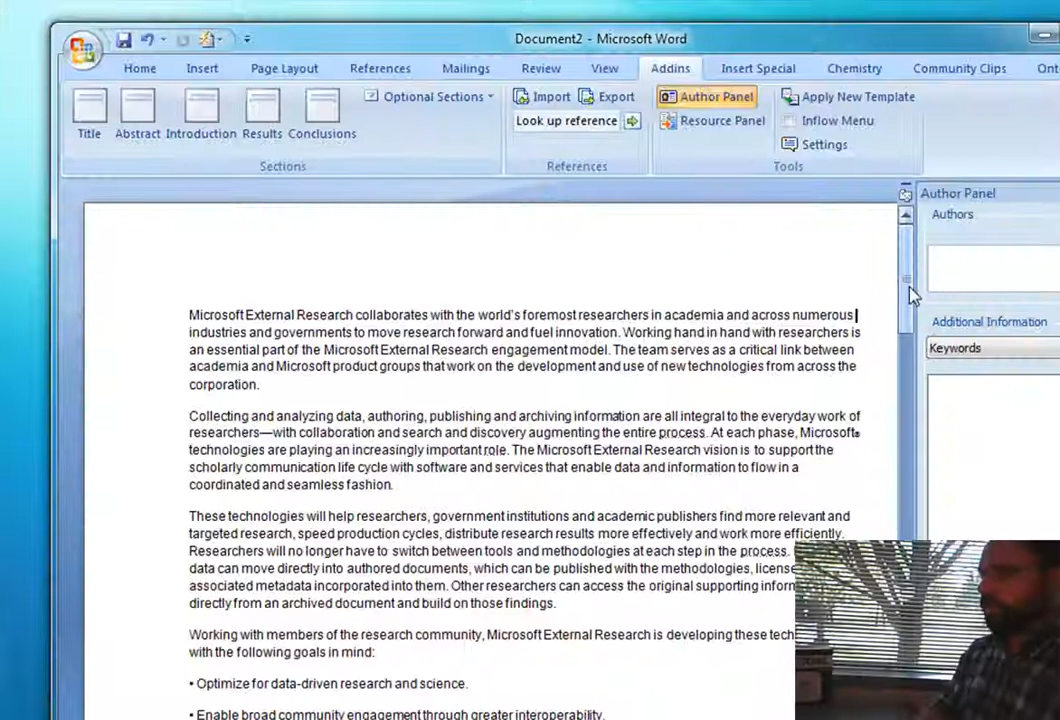 Document2 - Microsoft Word
Home Insert Page Layout References Mailings Review View Addins Insert Special Chemistry Community Clips Ont
Title Abstract Introduction Results Conclusions
Optional Sections
Sections
Import Export
Look up reference
References
Author Panel
Resource Panel
Apply New Template
Inflow Menu
Settings
Tools
Author Panel
Authors
Additional Information
Keywords
Microsoft External Research collaborates with the world's foremost researchers in academia and across numerous
industries and governments to move research forward and fuel innovation. Working hand in hand with researchers is
an essential part of the Microsoft External Research engagement model. The team serves as a critical link between
academia and Microsoft product groups that work on the development and use of new technologies from across the
corporation.
Collecting and analyzing data, authoring, publishing and archiving information are all integral to the everyday work of
researchers—with collaboration and search and discovery augmenting the entire process. At each phase, Microsoft®
technologies are playing an increasingly important role. The Microsoft External Research vision is to support the
scholarly communication life cycle with software and services that enable data and information to flow in a
coordinated and seamless fashion.
These technologies will help researchers, government institutions and academic publishers find more relevant and
targeted research, speed production cycles, distribute research results more effectively and work more efficiently.
Researchers will no longer have to switch between tools and methodologies at each step in the process.
data can move directly into authored documents, which can be published with the methodologies, license
associated metadata incorporated into them. Other researchers can access the original supporting inform
directly from an archived document and build on those findings.
Working with members of the research community, Microsoft External Research is developing these tech
with the following goals in mind:
• Optimize for data-driven research and science.
• Enable broad community engagement through greater interoperability.